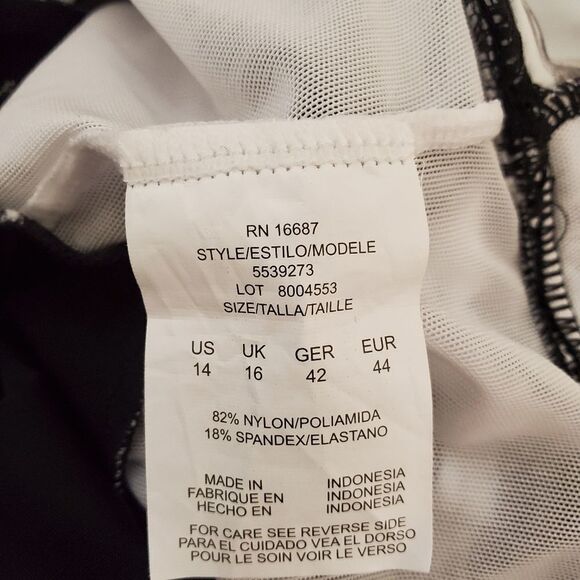 RN 16687
STYLE/ESTILO/MODELE
5539273
LOT 8004553
SIZE/TALLA/TAILLE
US UK GER EUR
14 16 42 44
82% NYLON/POLIAMIDA
18% SPANDEX/ELASTANO
MADE IN INDONESIA
FABRIQUE EN INDONESIA
HECHO EN INDONESIA
FOR CARE SEE REVERSE SIDE
PARA EL CUIDADO VEA EL DORSO
POUR LE SOIN VOIR LE VERSO